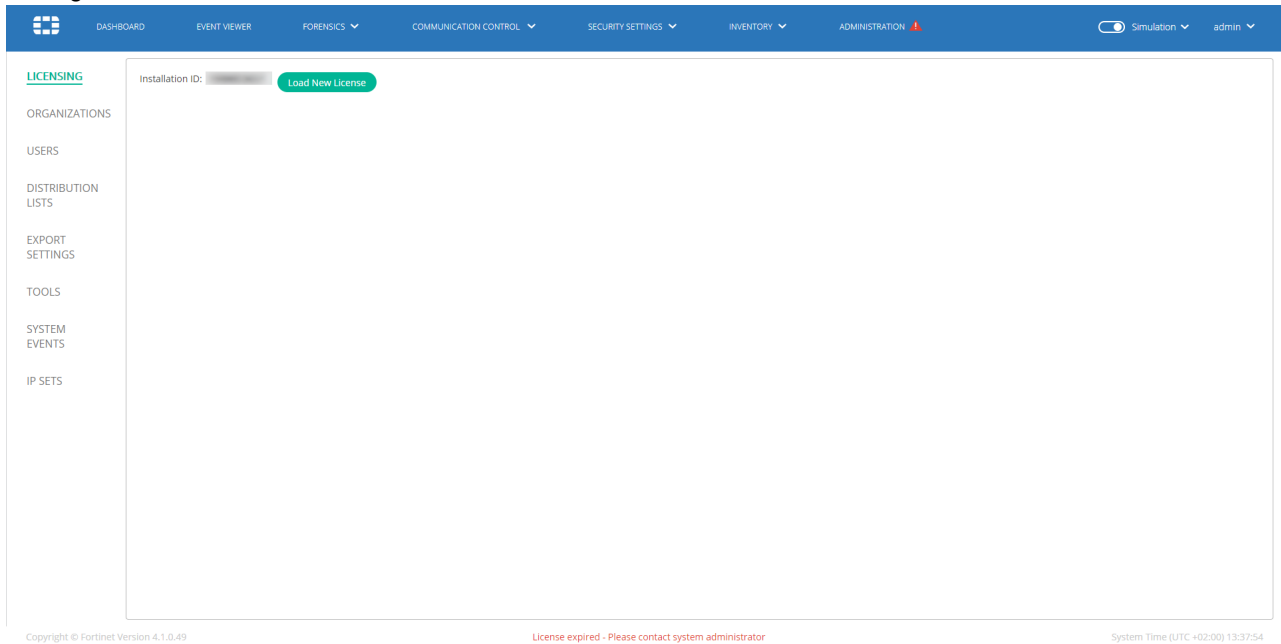 DASHBOARD EVENT VIEWER FORENSICS COMMUNICATION CONTROL SECURITY SETTINGS INVENTORY ADMINISTRATION Simulation admin
LICENSING
Installation ID: Load New License
ORGANIZATIONS
USERS
DISTRIBUTION
LISTS
EXPORT
SETTINGS
TOOLS
SYSTEM
EVENTS
IP SETS
Copyright © Fortinet Version 4.1.0.49 License expired - Please contact system administrator System Time (UTC +02:00) 13:37:54